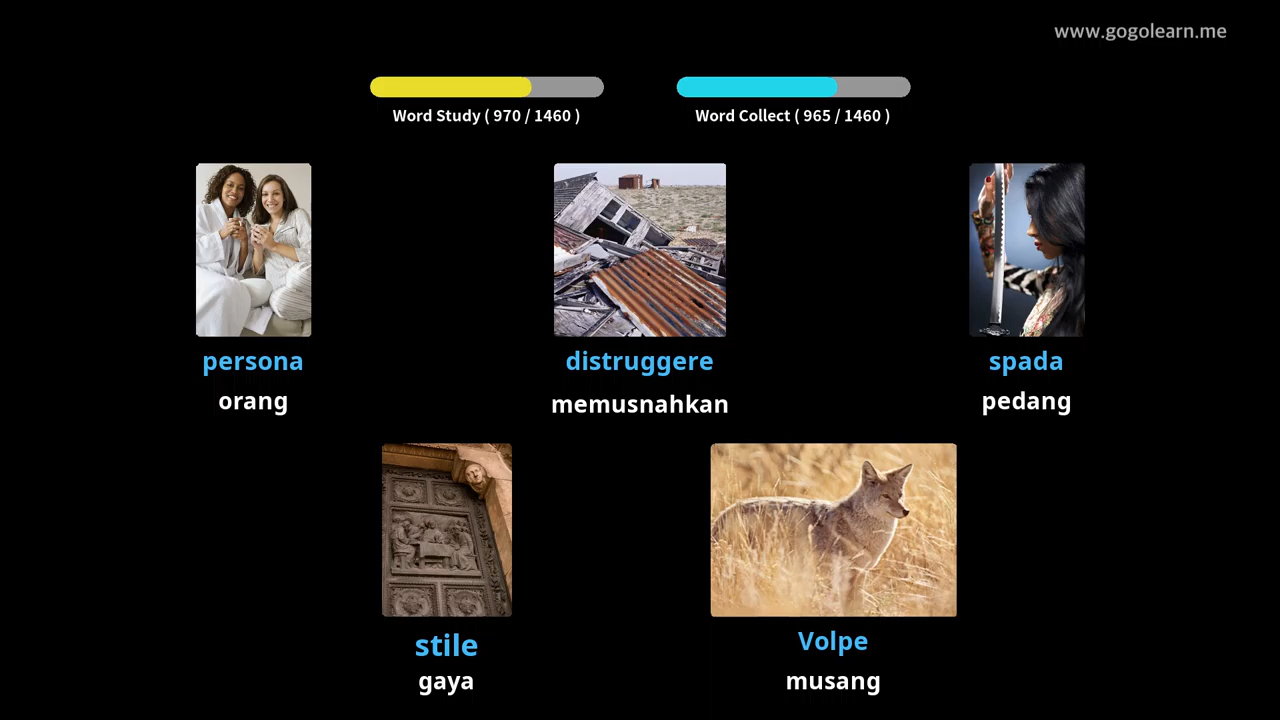 www.gogolearn.me
Word Study ( 970 / 1460 )
Word Collect ( 965 / 1460 )
persona
orang
distruggere
memusnahkan
spada
pedang
stile
gaya
Volpe
musang